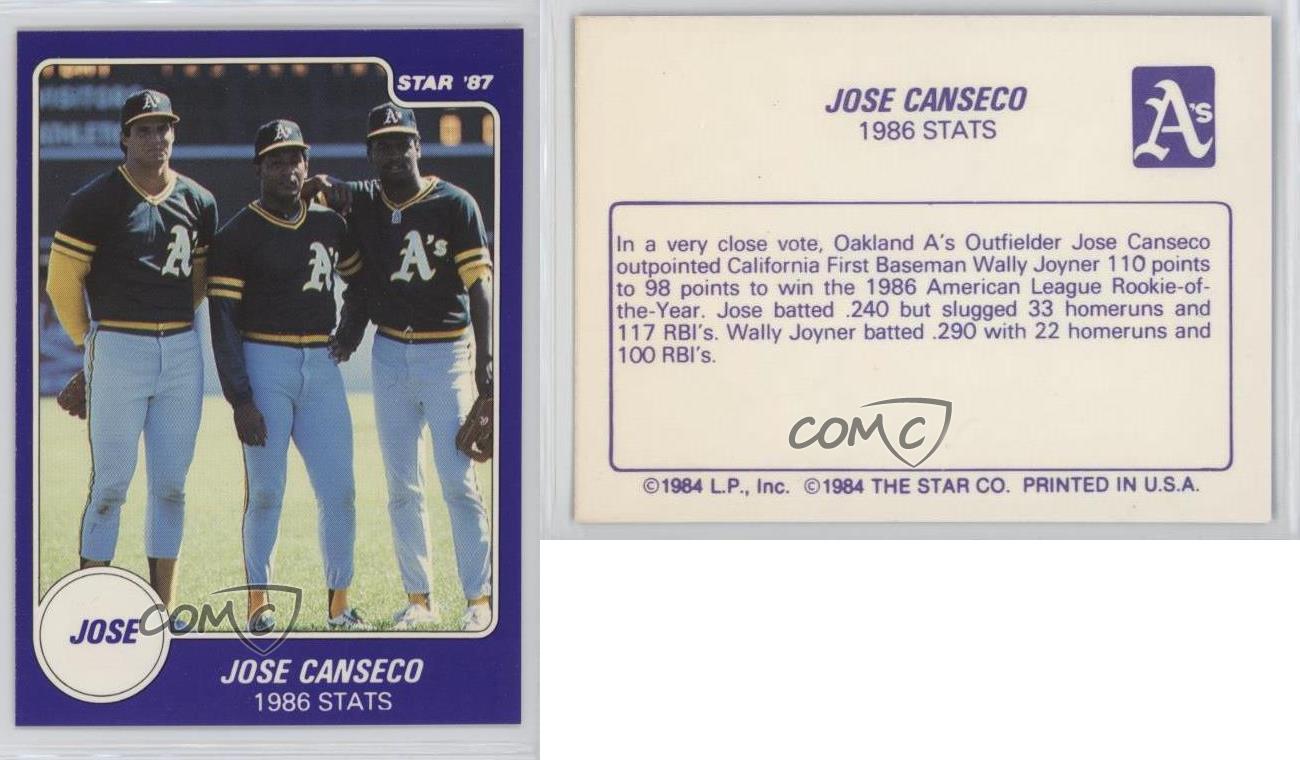 VISITOR
ATHLETI
STAR '87
A's
A's
A's
JOSE
COMC
JOSE CANSECO
1986 STATS
JOSE CANSECO
1986 STATS
A's
In a very close vote, Oakland A's Outfielder Jose Canseco
outpointed California First Baseman Wally Joyner 110 points
to 98 points to win the 1986 American League Rookie-of-
the-Year. Jose batted .240 but slugged 33 homeruns and
117 RBI's. Wally Joyner batted .290 with 22 homeruns and
100 RBI's.
COMC
©1984 L.P., Inc. ©1984 THE STAR CO. PRINTED IN U.S.A.